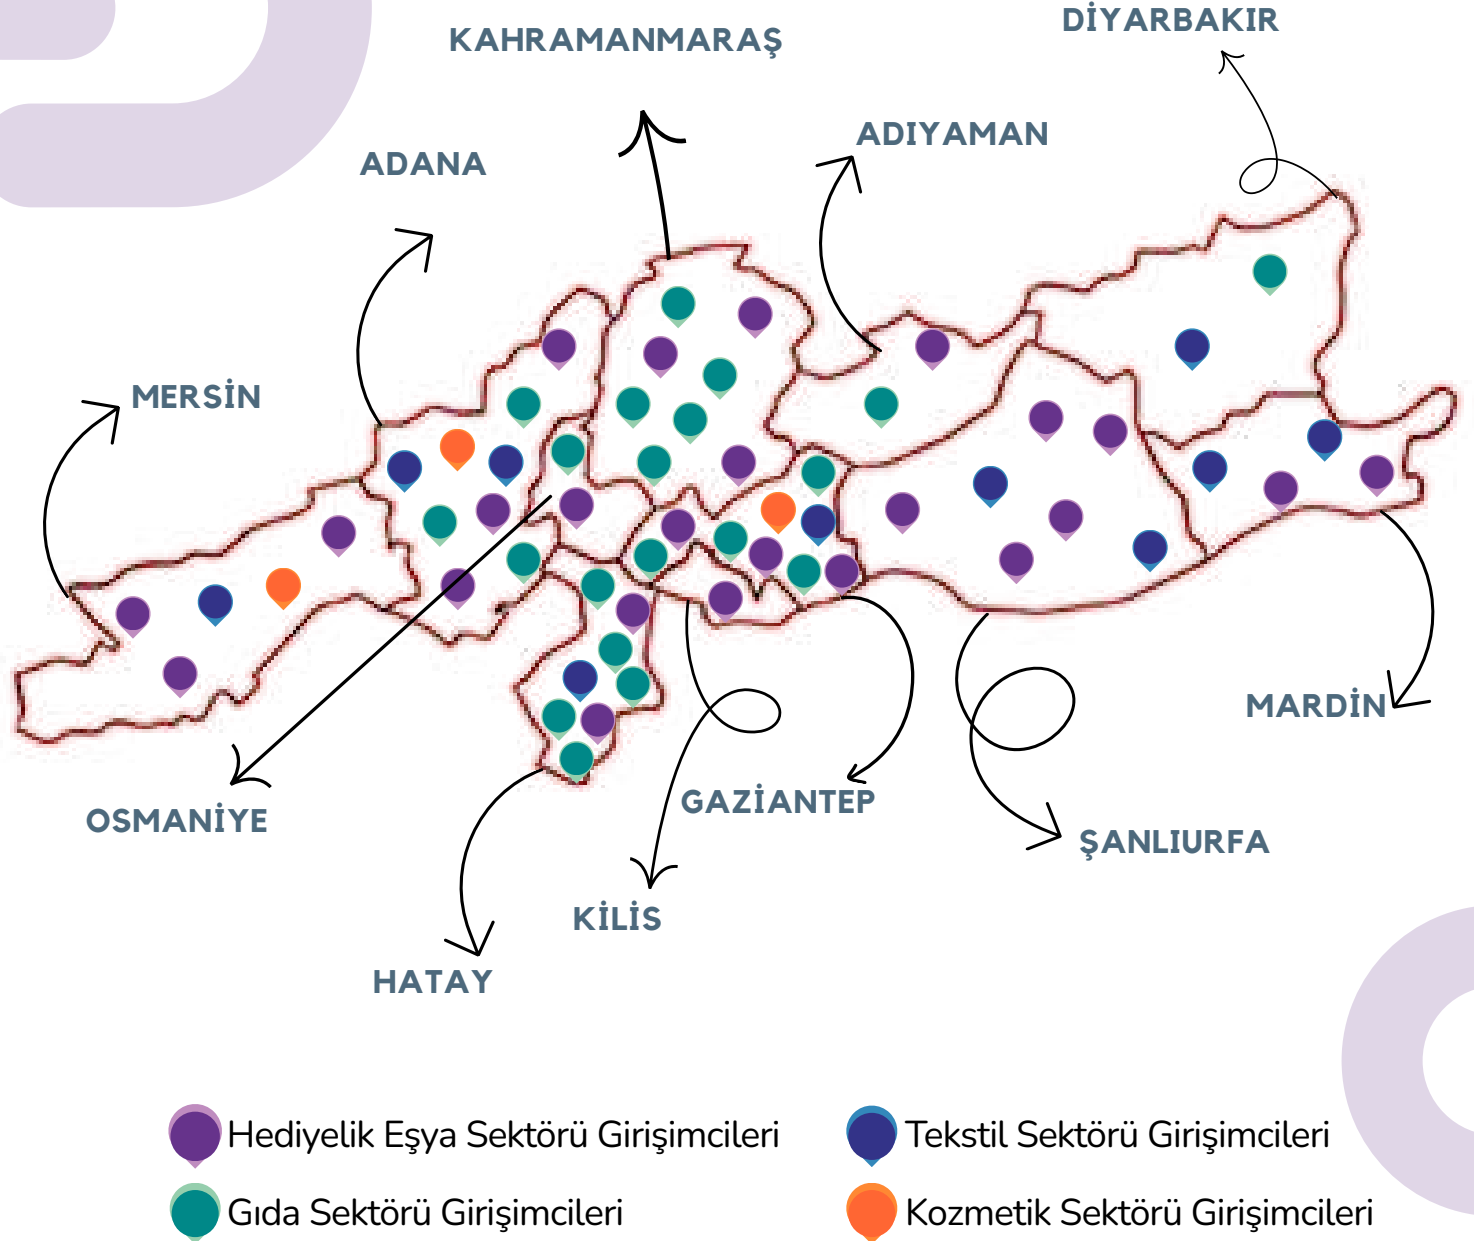 DİYARBAKIR
KAHRAMANMARAŞ
ADIYAMAN
ADANA
MERSİN
MARDİN
GAZİANTEP
OSMANİYE
ŞANLIURFA
KİLİS
HATAY
Hediyelik Eşya Sektörü Girişimcileri
Tekstil Sektörü Girişimcileri
Gıda Sektörü Girişimcileri
Kozmetik Sektörü Girişimcileri